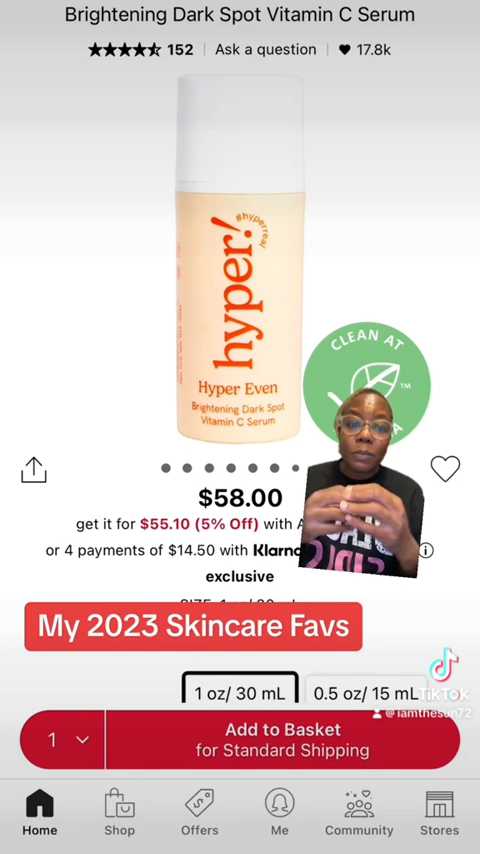 Brightening Dark Spot Vitamin C Serum
152 | Ask a question | 17.8k
#hyperreal
hyper!
Hyper Even
Brightening Dark Spot
Vitamin C Serum
CLEAN AT
TM
$58.00
get it for $55.10 (5% Off) with
or 4 payments of $14.50 with Klarna
exclusive
My 2023 Skincare Favs
1 oz/ 30 mL
0.5 oz/ 15 mL
TikTok
@iamthesun72
1
Add to Basket
for Standard Shipping
Home
Shop
Offers
Me
Community
Stores